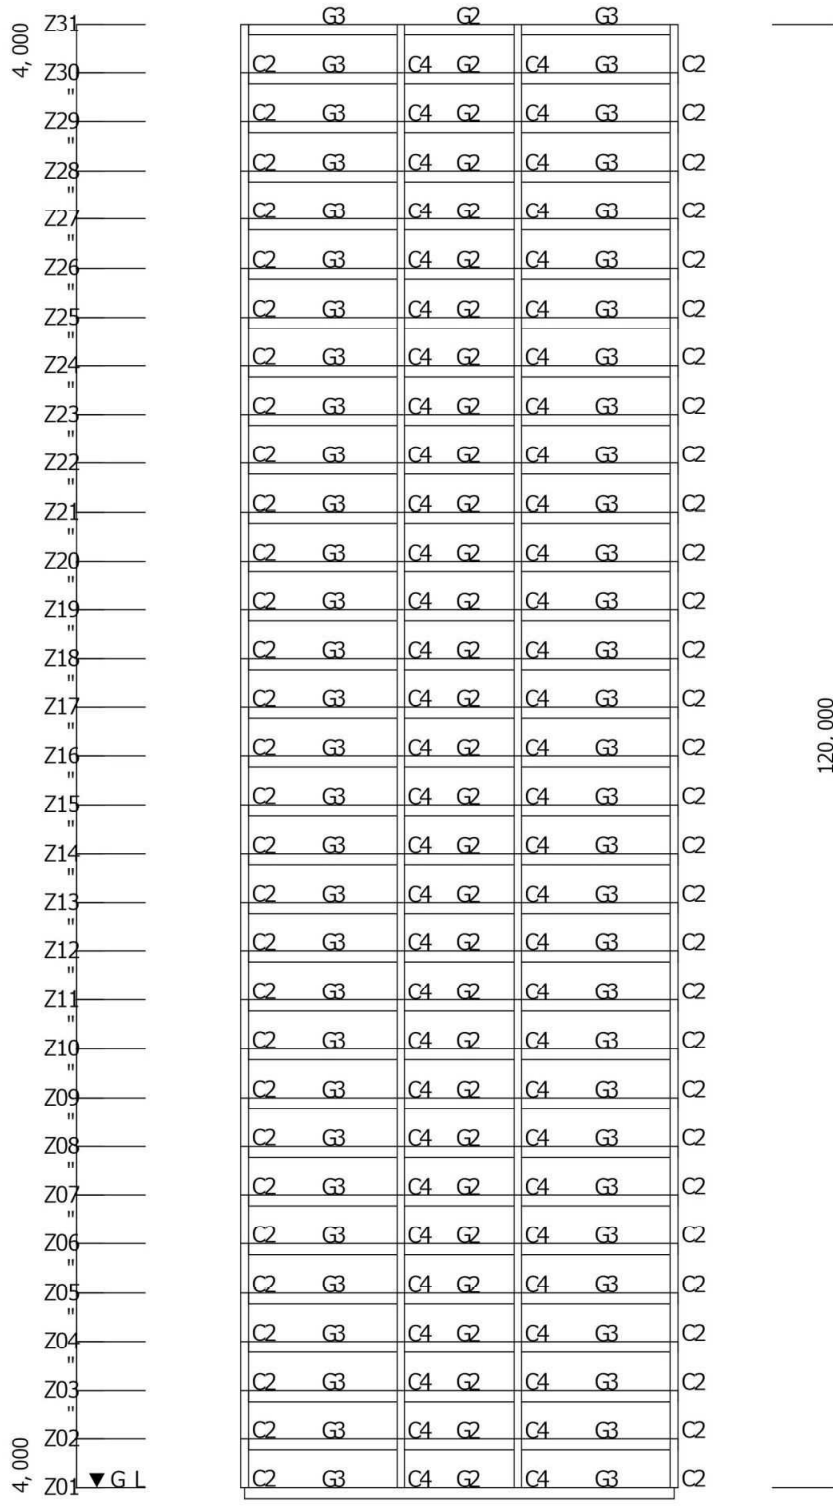 Z31 G3 G2 G3
4,000
Z30 C2 G3 C4 G2 C4 G3 C2
"
Z29 C2 G3 C4 G2 C4 G3 C2
"
Z28 C2 G3 C4 G2 C4 G3 C2
"
Z27 C2 G3 C4 G2 C4 G3 C2
"
Z26 C2 G3 C4 G2 C4 G3 C2
"
Z25 C2 G3 C4 G2 C4 G3 C2
"
Z24 C2 G3 C4 G2 C4 G3 C2
"
Z23 C2 G3 C4 G2 C4 G3 C2
"
Z22 C2 G3 C4 G2 C4 G3 C2
"
Z21 C2 G3 C4 G2 C4 G3 C2
"
Z20 C2 G3 C4 G2 C4 G3 C2
"
Z19 C2 G3 C4 G2 C4 G3 C2
"
Z18 C2 G3 C4 G2 C4 G3 C2
"
Z17 C2 G3 C4 G2 C4 G3 C2
"
120,000
Z16 C2 G3 C4 G2 C4 G3 C2
"
Z15 C2 G3 C4 G2 C4 G3 C2
"
Z14 C2 G3 C4 G2 C4 G3 C2
"
Z13 C2 G3 C4 G2 C4 G3 C2
"
Z12 C2 G3 C4 G2 C4 G3 C2
"
Z11 C2 G3 C4 G2 C4 G3 C2
"
Z10 C2 G3 C4 G2 C4 G3 C2
"
Z09 C2 G3 C4 G2 C4 G3 C2
"
Z08 C2 G3 C4 G2 C4 G3 C2
"
Z07 C2 G3 C4 G2 C4 G3 C2
"
Z06 C2 G3 C4 G2 C4 G3 C2
"
Z05 C2 G3 C4 G2 C4 G3 C2
"
Z04 C2 G3 C4 G2 C4 G3 C2
"
Z03 C2 G3 C4 G2 C4 G3 C2
"
Z02 C2 G3 C4 G2 C4 G3 C2
4,000
Z01 ▼GL C2 G3 C4 G2 C4 G3 C2